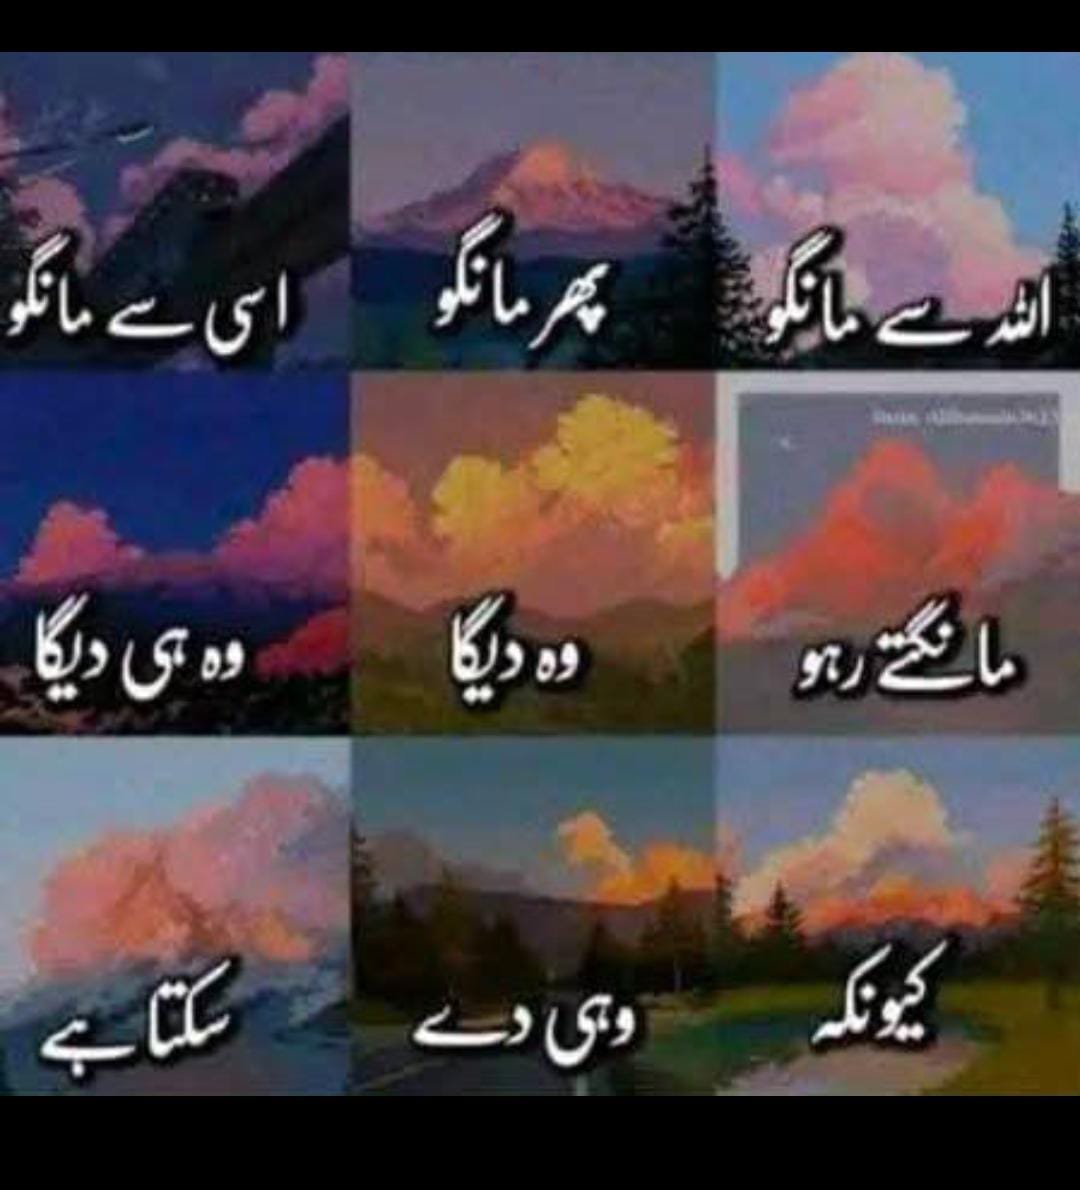 اللہ سے مانگو
پھر مانگو
اسی سے مانگو
مانگتے رہو
وہ دیگا
وہ ہی دیگا
کیونکہ
وہی دے
سکتا ہے